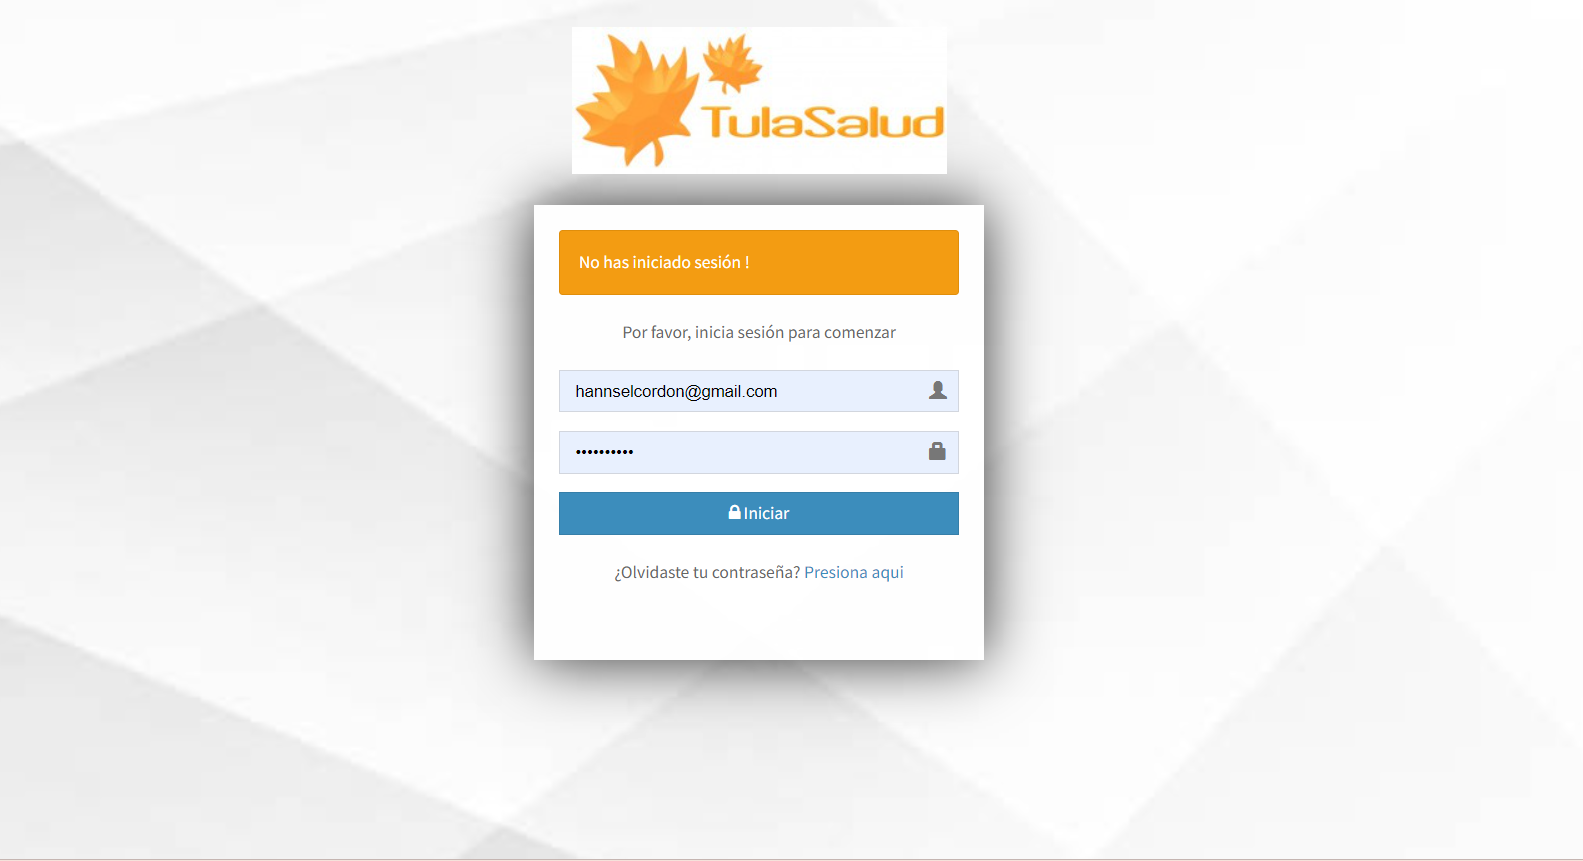 TulaSalud
No has iniciado sesión !
Por favor, inicia sesión para comenzar
hannselcordon@gmail.com
••••••••••
Iniciar
¿Olvidaste tu contraseña? Presiona aqui